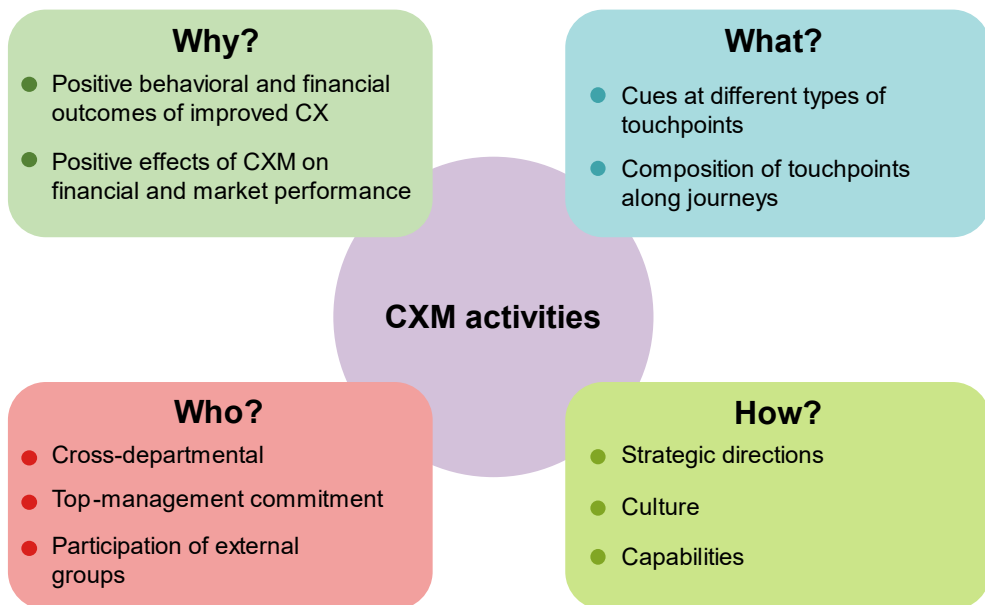 Why?
Positive behavioral and financial
outcomes of improved CX
Positive effects of CXM on
financial and market performance
What?
Cues at different types of
touchpoints
Composition of touchpoints
along journeys
CXM activities
Who?
Cross-departmental
Top-management commitment
Participation of external
groups
How?
Strategic directions
Culture
Capabilities